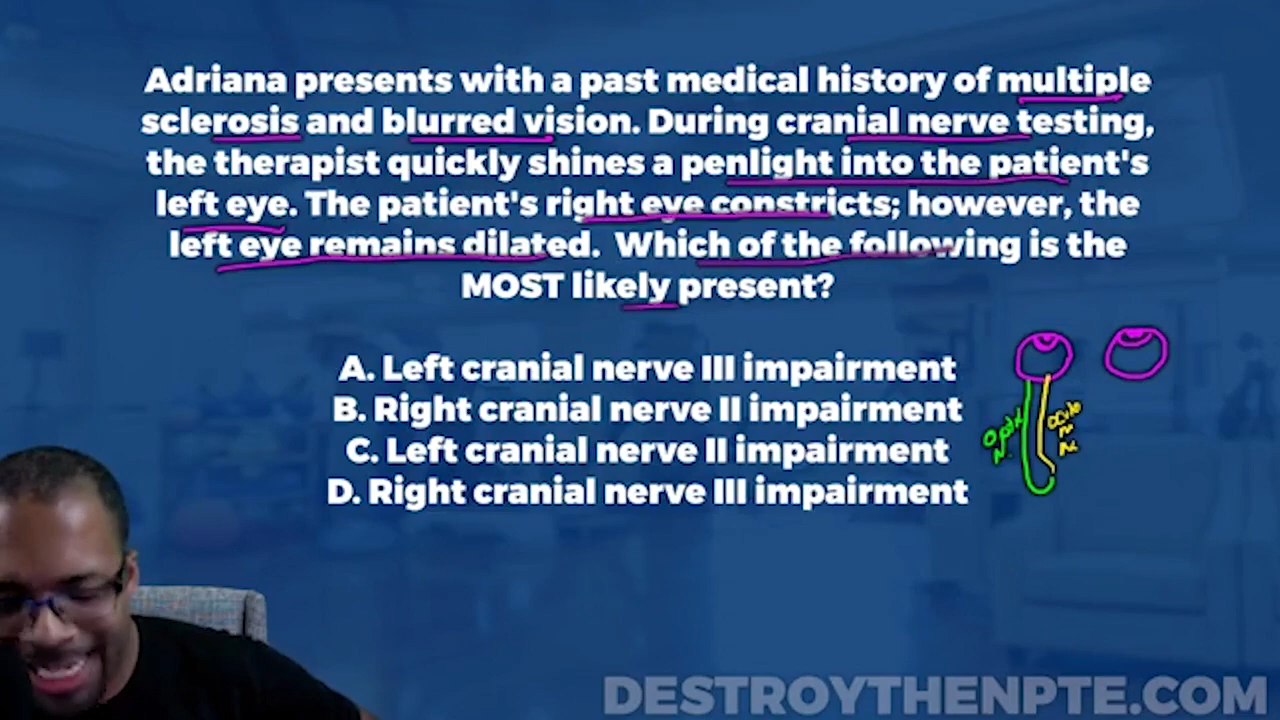 Adriana presents with a past medical history of multiple
sclerosis and blurred vision. During cranial nerve testing,
the therapist quickly shines a penlight into the patient's
left eye. The patient's right eye constricts; however, the
left eye remains dilated. Which of the following is the
MOST likely present?
A. Left cranial nerve III impairment
B. Right cranial nerve II impairment
C. Left cranial nerve II impairment
D. Right cranial nerve III impairment
DESTROYTHENPTE.COM